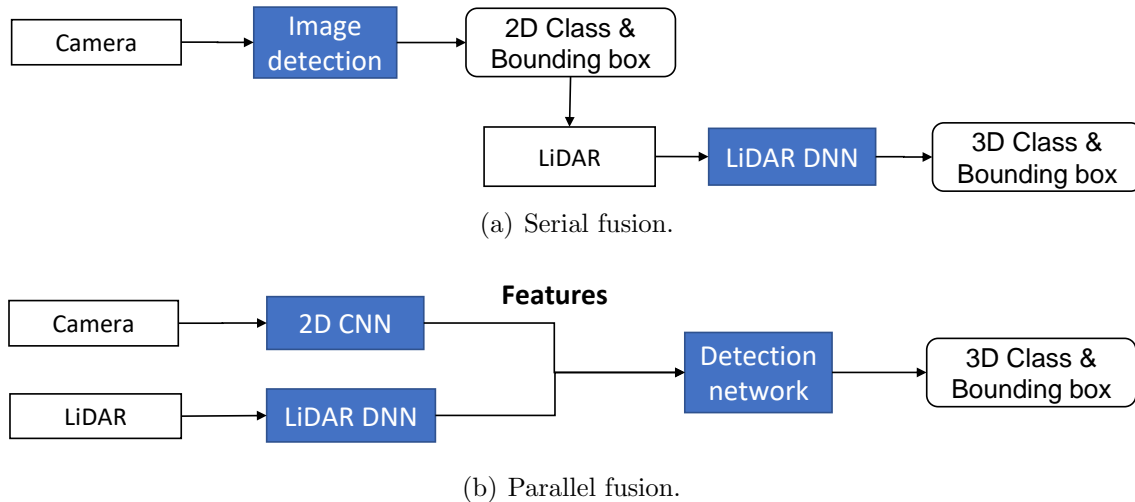 Camera
Image
detection
2D Class &
Bounding box
LiDAR
LiDAR DNN
3D Class &
Bounding box
(a) Serial fusion.
Features
Camera
2D CNN
LiDAR
LiDAR DNN
Detection
network
3D Class &
Bounding box
(b) Parallel fusion.